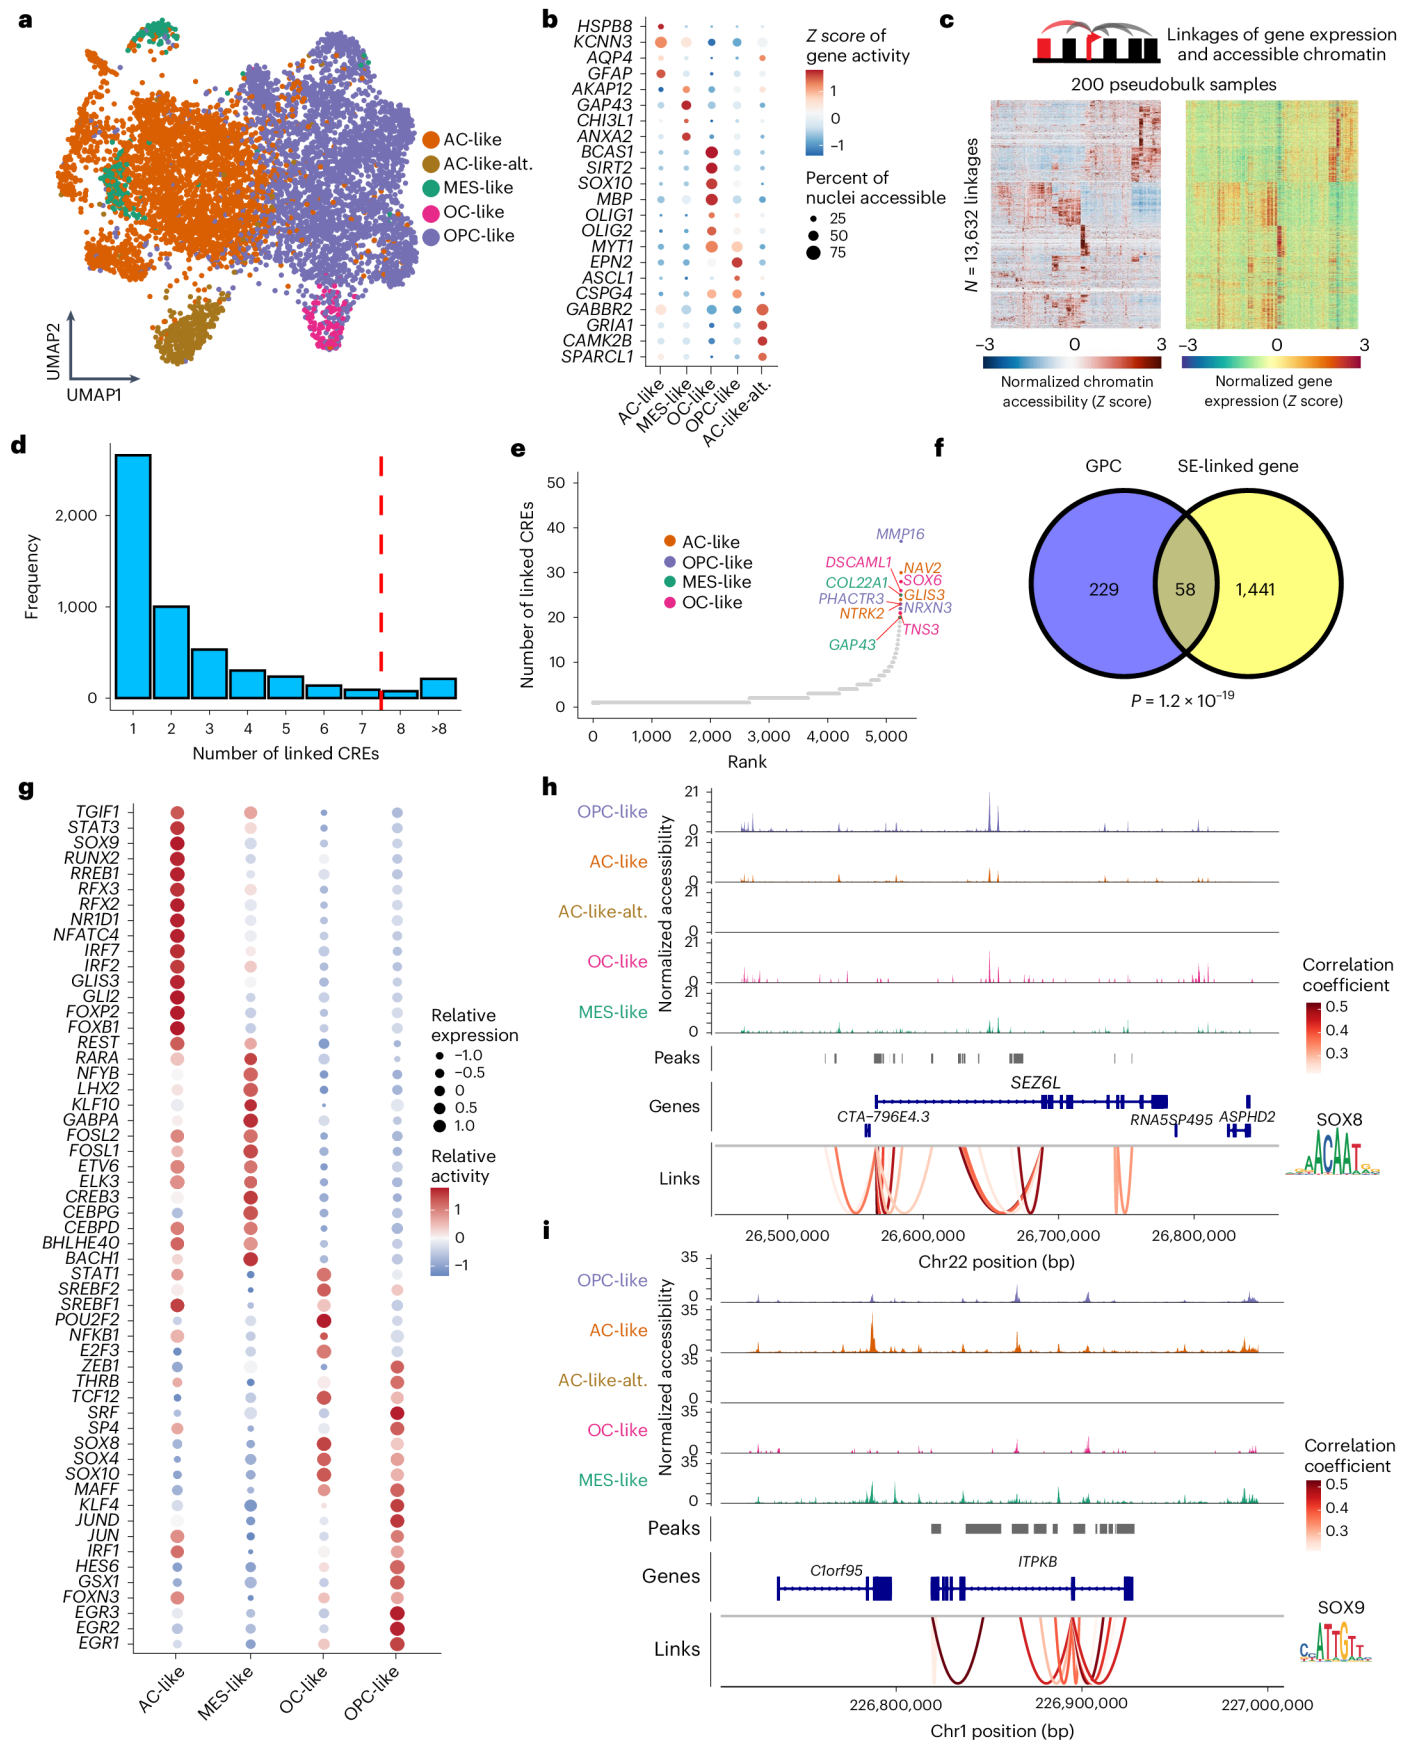 a
AC-like
AC-like-alt.
MES-like
OC-like
OPC-like
UMAP2
UMAP1
b
HSPB8
KCNN3
AQP4
GFAP
AKAP12
GAP43
CHI3L1
ANXA2
BCAS1
SIRT2
SOX10
MBP
OLIG1
OLIG2
MYT1
EPN2
ASCL1
CSPG4
GABBR2
GRIA1
CAMK2B
SPARCL1
AC-like
MES-like
OC-like
OPC-like
AC-like-alt.
Z score of
gene activity
1
0
−1
Percent of
nuclei accessible
25
50
75
c
Linkages of gene expression
and accessible chromatin
200 pseudobulk samples
N = 13,632 linkages
−3 0 3
Normalized chromatin
accessibility (Z score)
−3 0 3
Normalized gene
expression (Z score)
d
Frequency
2,000
1,000
0
1 2 3 4 5 6 7 8 >8
Number of linked CREs
e
Number of linked CREs
50
40
30
20
10
0
AC-like
OPC-like
MES-like
OC-like
MMP16
DSCAML1
NAV2
COL22A1
SOX6
PHACTR3
GLIS3
NTRK2
NRXN3
TNS3
GAP43
0 1,000 2,000 3,000 4,000 5,000
Rank
f
GPC
SE-linked gene
229
58
1,441
P = 1.2 × 10−19
g
TGIF1
STAT3
SOX9
RUNX2
RREB1
RFX3
RFX2
NR1D1
NFATC4
IRF7
IRF2
GLIS3
GLI2
FOXP2
FOXB1
REST
RARA
NFYB
LHX2
KLF10
GABPA
FOSL2
FOSL1
ETV6
ELK3
CREB3
CEBPG
CEBPD
BHLHE40
BACH1
STAT1
SREBF2
SREBF1
POU2F2
NFKB1
E2F3
ZEB1
THRB
TCF12
SRF
SP4
SOX8
SOX4
SOX10
MAFF
KLF4
JUND
JUN
IRF1
HES6
GSX1
FOXN3
EGR3
EGR2
EGR1
AC-like
MES-like
OC-like
OPC-like
Relative
expression
−1.0
−0.5
0
0.5
1.0
Relative
activity
1
0
−1
h
Normalized accessibility
OPC-like
21
0
AC-like
21
0
AC-like-alt.
21
0
OC-like
21
0
MES-like
21
0
Peaks
Genes
SEZ6L
CTA−796E4.3
RNA5SP495
ASPHD2
Links
26,500,000 26,600,000 26,700,000 26,800,000
Chr22 position (bp)
Correlation
coefficient
0.5
0.4
0.3
SOX8
ACAAT
i
Normalized accessibility
OPC-like
35
0
AC-like
35
0
AC-like-alt.
35
0
OC-like
35
0
MES-like
35
0
Peaks
Genes
C1orf95
ITPKB
Links
226,800,000 226,900,000 227,000,000
Chr1 position (bp)
Correlation
coefficient
0.5
0.4
0.3
SOX9
ATTGT